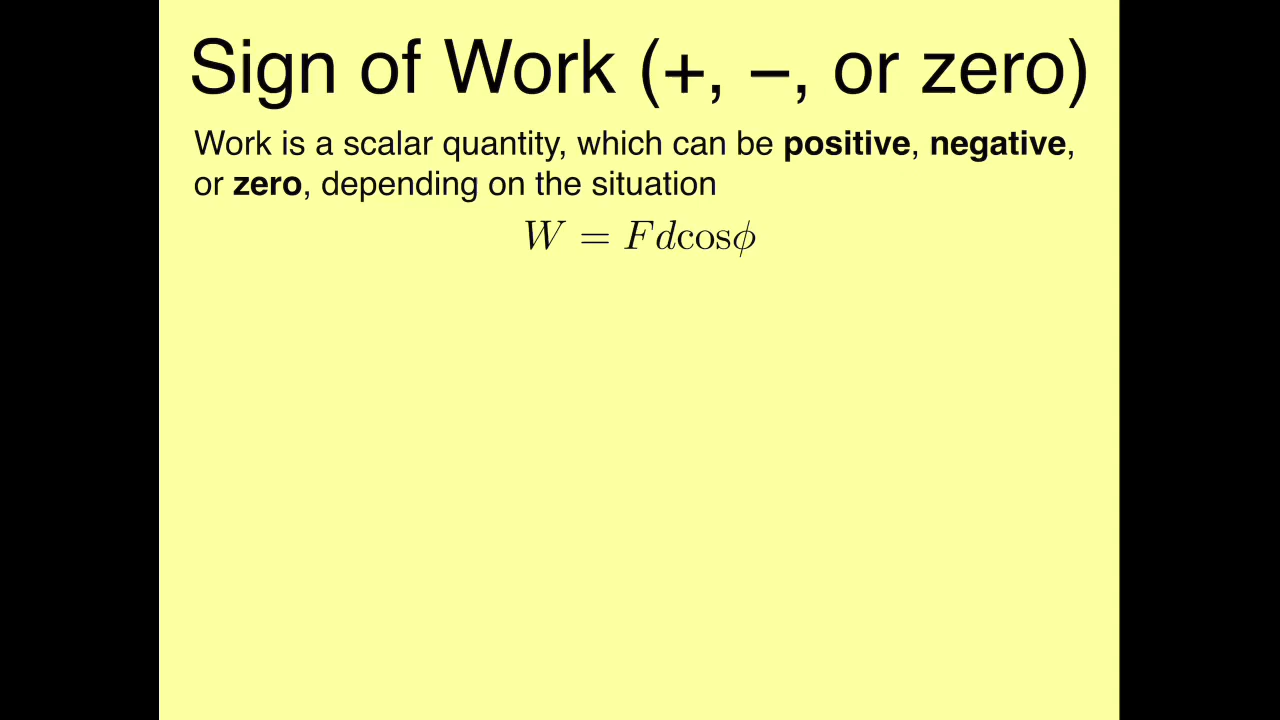 Sign of Work (+, –, or zero)
Work is a scalar quantity, which can be positive, negative,
or zero, depending on the situation
W = Fdcosϕ